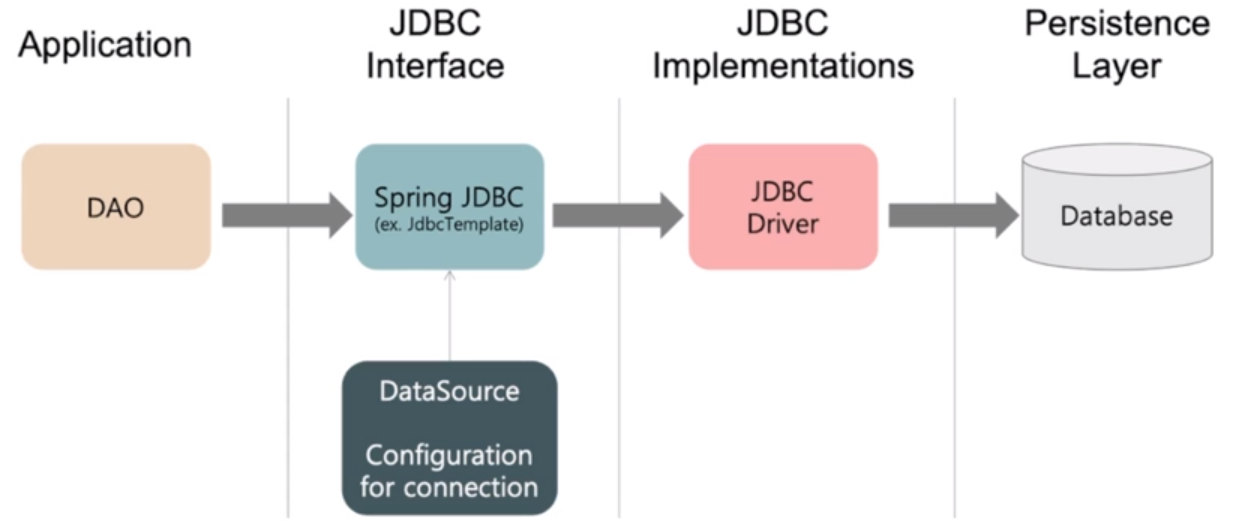 Application
JDBC
Interface
JDBC
Implementations
Persistence
Layer
DAO
Spring JDBC
(ex. JdbcTemplate)
JDBC
Driver
Database
DataSource
Configuration
for connection